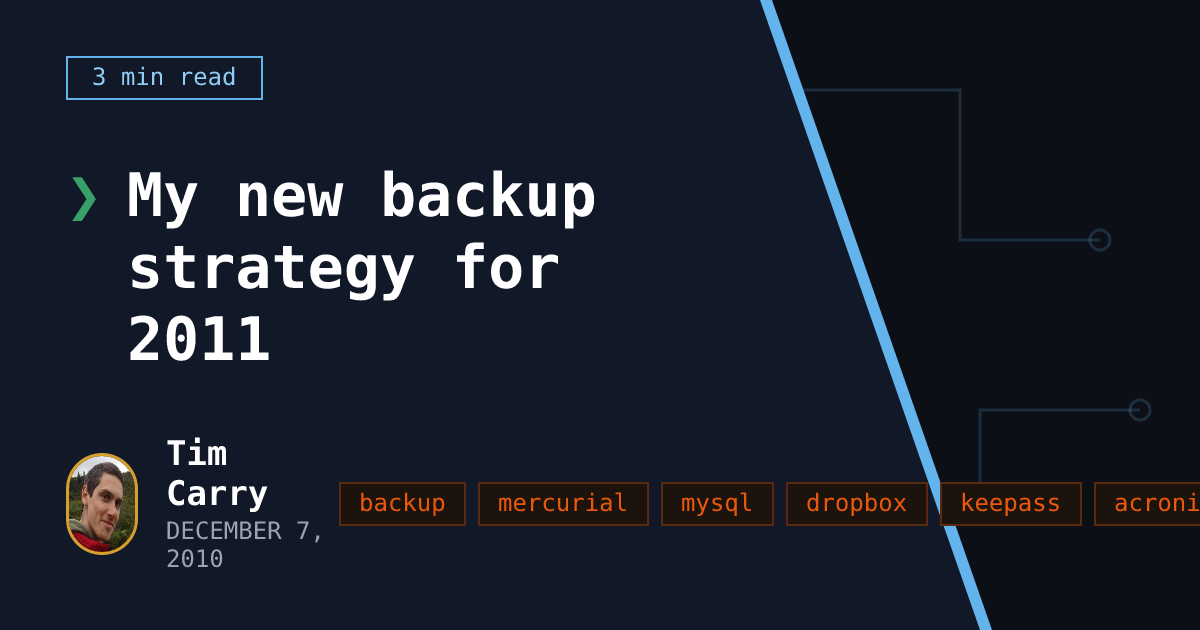 3 min read
❯ My new backup
strategy for
2011
Tim
Carry
DECEMBER 7,
2010
backup mercurial mysql dropbox keepass acroni